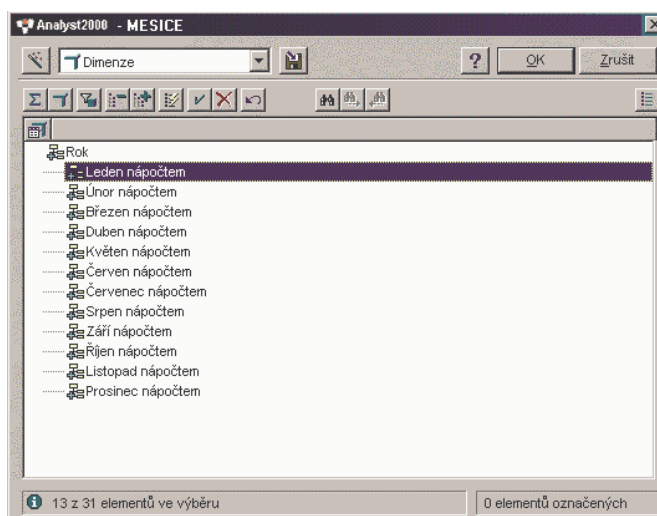 Analyst2000 - MESICE
Dimenze
? OK Zrušit
Rok
Leden nápočtem
Únor nápočtem
Březen nápočtem
Duben nápočtem
Květen nápočtem
Červen nápočtem
Červenec nápočtem
Srpen nápočtem
Září nápočtem
Říjen nápočtem
Listopad nápočtem
Prosinec nápočtem
13 z 31 elementů ve výběru
0 elementů označených